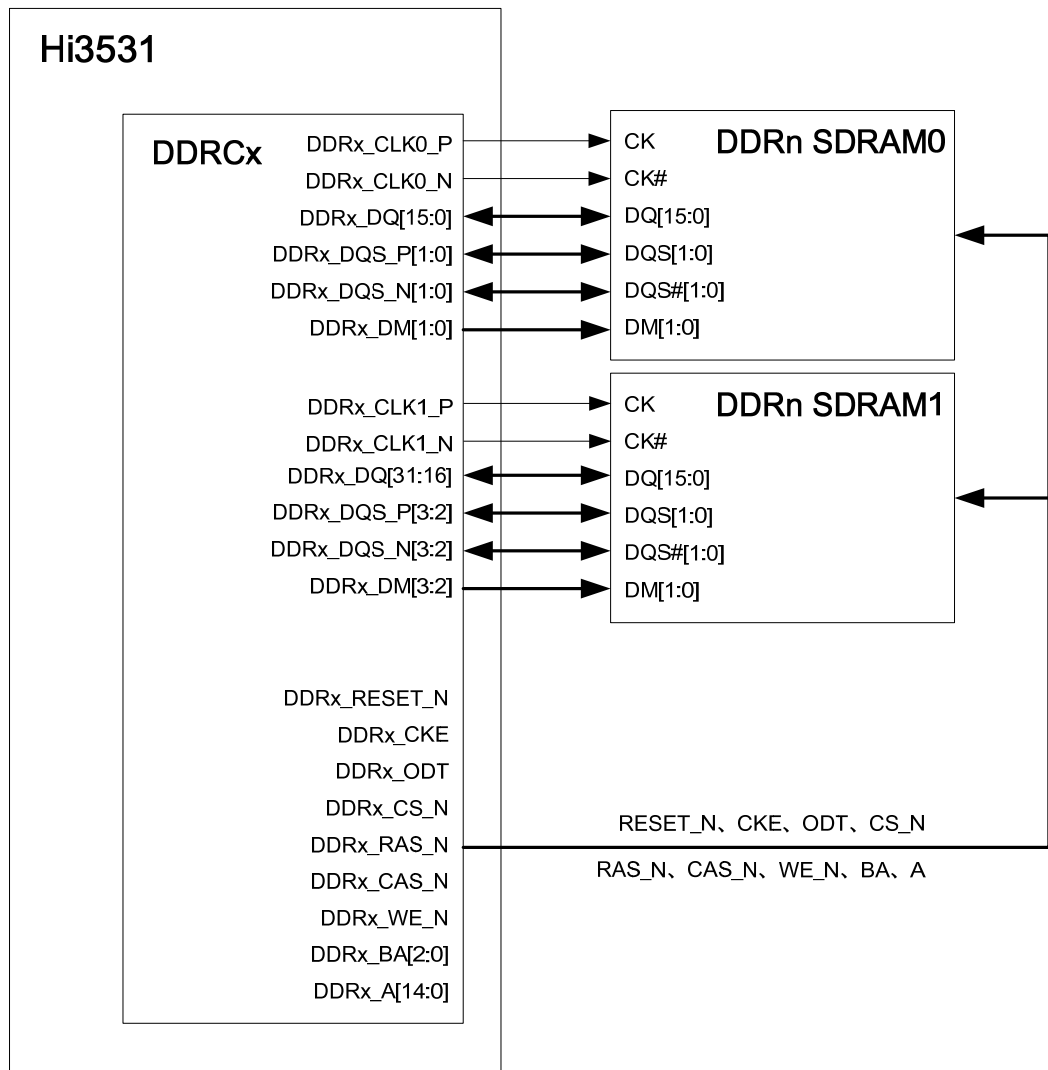 Hi3531
DDRCx
DDRx_CLK0_P
DDRx_CLK0_N
DDRx_DQ[15:0]
DDRx_DQS_P[1:0]
DDRx_DQS_N[1:0]
DDRx_DM[1:0]
DDRx_CLK1_P
DDRx_CLK1_N
DDRx_DQ[31:16]
DDRx_DQS_P[3:2]
DDRx_DQS_N[3:2]
DDRx_DM[3:2]
DDRx_RESET_N
DDRx_CKE
DDRx_ODT
DDRx_CS_N
DDRx_RAS_N
DDRx_CAS_N
DDRx_WE_N
DDRx_BA[2:0]
DDRx_A[14:0]
DDRn SDRAM0
CK
CK#
DQ[15:0]
DQS[1:0]
DQS#[1:0]
DM[1:0]
DDRn SDRAM1
CK
CK#
DQ[15:0]
DQS[1:0]
DQS#[1:0]
DM[1:0]
RESET_N、CKE、ODT、CS_N
RAS_N、CAS_N、WE_N、BA、A